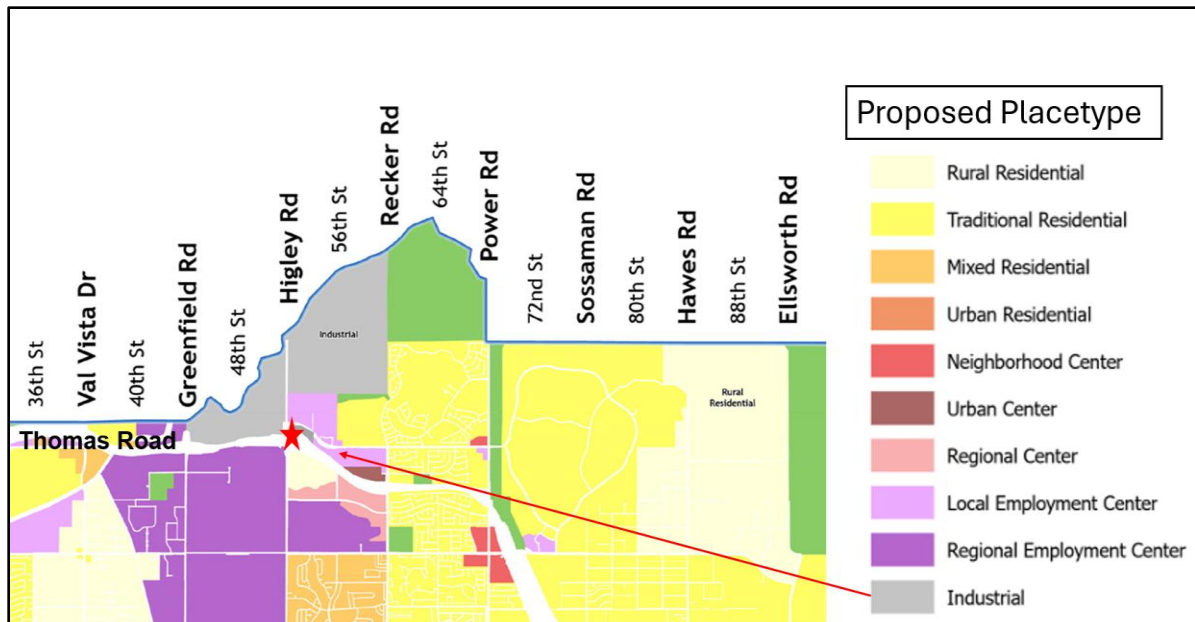 Proposed Placetype
36th St
Val Vista Dr
40th St
Greenfield Rd
48th St
Higley Rd
56th St
Recker Rd
64th St
Power Rd
72nd St
Sossaman Rd
80th St
Hawes Rd
88th St
Ellsworth Rd
Industrial
Rural
Residential
Thomas Road
Rural Residential
Traditional Residential
Mixed Residential
Urban Residential
Neighborhood Center
Urban Center
Regional Center
Local Employment Center
Regional Employment Center
Industrial